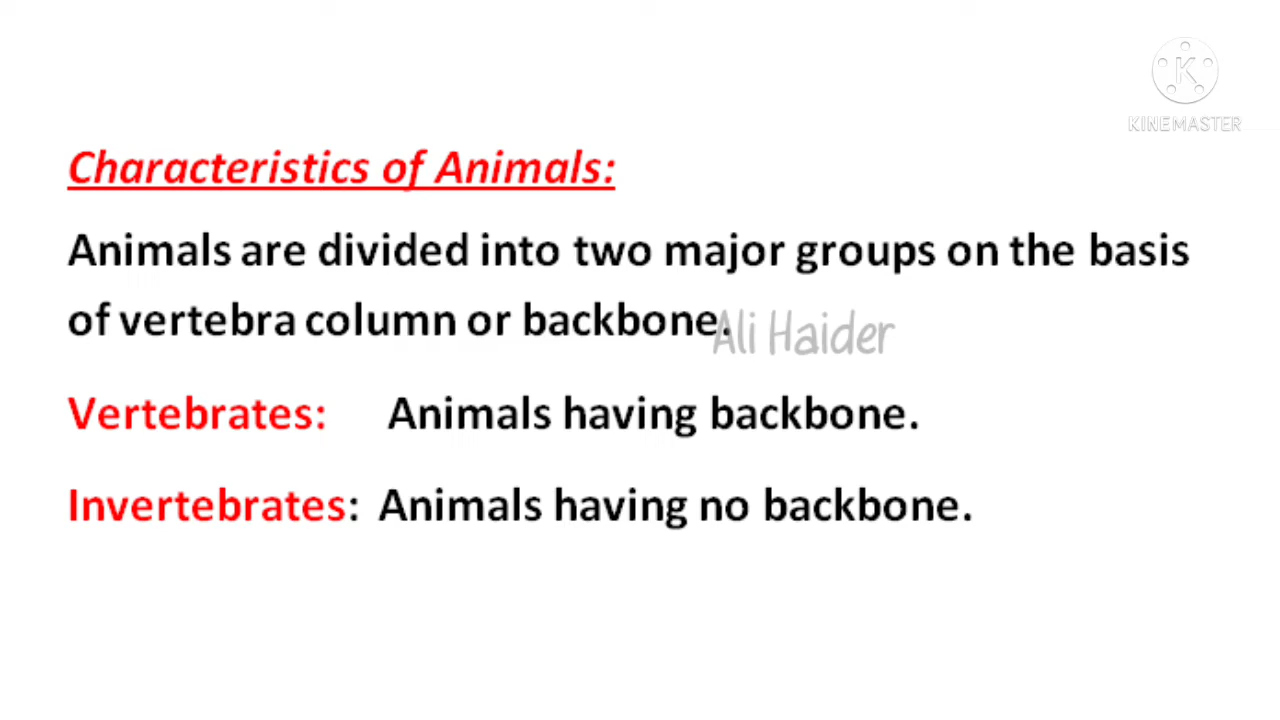 KINEMASTER
Characteristics of Animals:
Animals are divided into two major groups on the basis
of vertebra column or backbone.
Ali Haider
Vertebrates: Animals having backbone.
Invertebrates: Animals having no backbone.